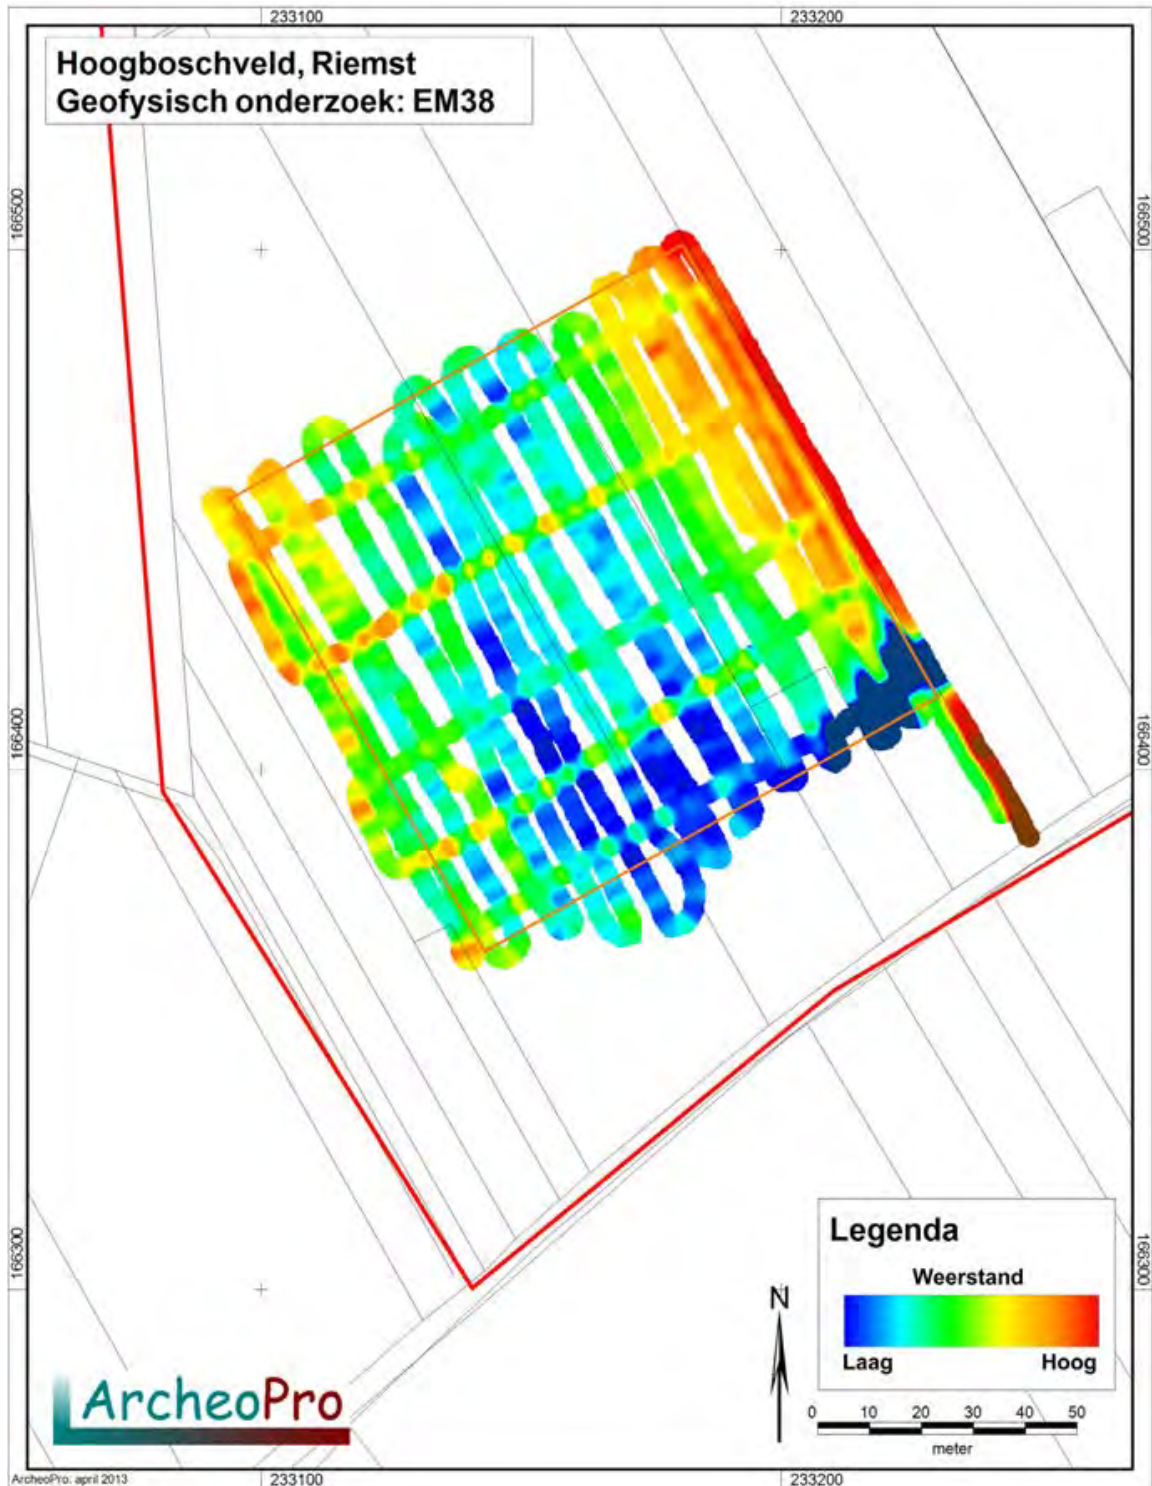 233100
233200
Hoogboschveld, Riemst
Geofysisch onderzoek: EM38
166500
166500
166400
166400
166300
166300
Legenda
Weerstand
Laag
Hoog
N
0 10 20 30 40 50
meter
ArcheoPro
ArcheoPro: april 2013
233100
233200